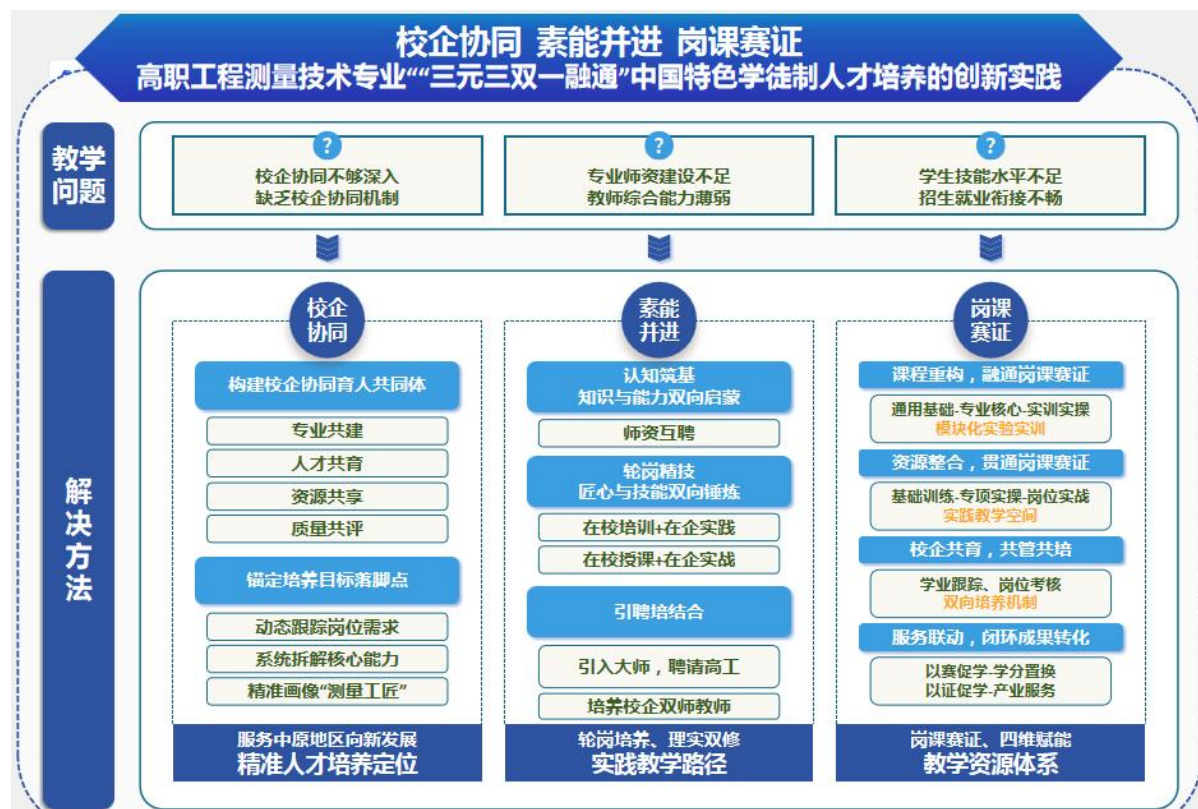 校企协同 素能并进 岗课赛证
高职工程测量技术专业““三元三双一融通”中国特色学徒制人才培养的创新实践
教学
问题
?
校企协同不够深入
缺乏校企协同机制
?
专业师资建设不足
教师综合能力薄弱
?
学生技能水平不足
招生就业衔接不畅
解
决
方
法
校企
协同
构建校企协同育人共同体
专业共建
人才共育
资源共享
质量共评
锚定培养目标落脚点
动态跟踪岗位需求
系统拆解核心能力
精准画像“测量工匠”
服务中原地区向新发展
精准人才培养定位
素能
并进
认知筑基
知识与能力双向启蒙
师资互聘
轮岗精技
匠心与技能双向锤炼
在校培训+在企实践
在校授课+在企实战
引聘培结合
引入大师，聘请高工
培养校企双师教师
轮岗培养、理实双修
实践教学路径
岗课
赛证
课程重构，融通岗课赛证
通用基础-专业核心-实训实操
模块化实验实训
资源整合，贯通岗课赛证
基础训练-专项实操-岗位实战
实践教学空间
校企共育，共管共培
学业跟踪、岗位考核
双向培养机制
服务联动，闭环成果转化
以赛促学-学分置换
以证促学-产业服务
岗课赛证、四维赋能
教学资源体系